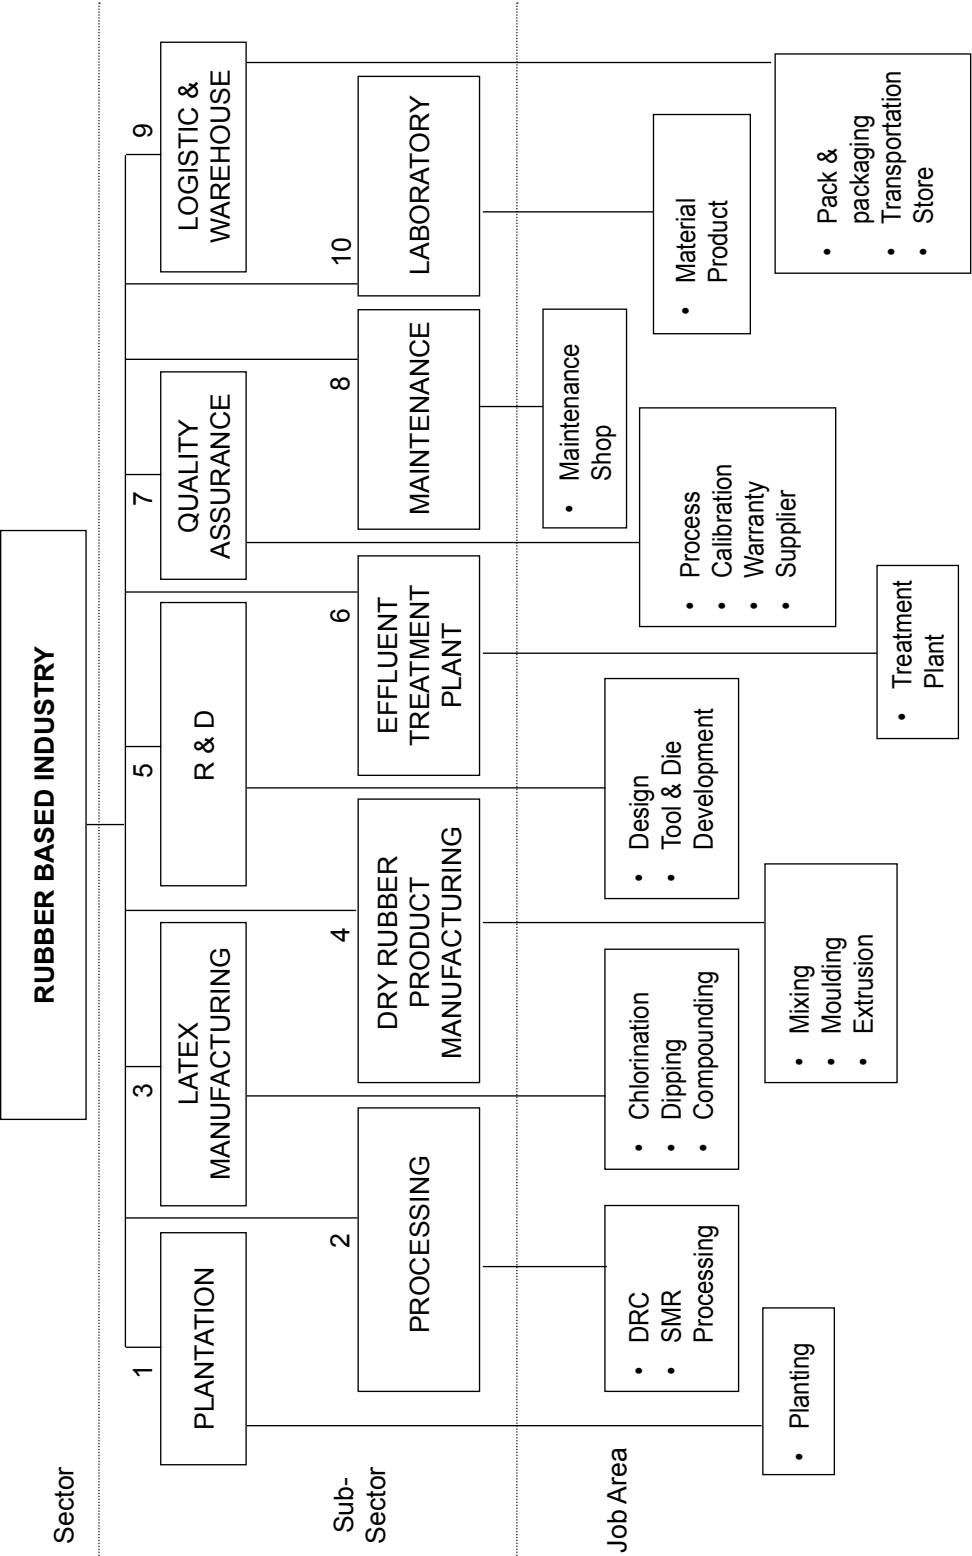 RUBBER BASED INDUSTRY
Sector
1
PLANTATION
3
LATEX
MANUFACTURING
5
R & D
7
QUALITY
ASSURANCE
9
LOGISTIC &
WAREHOUSE
Sub-
Sector
2
PROCESSING
4
DRY RUBBER
PRODUCT
MANUFACTURING
6
EFFLUENT
TREATMENT
PLANT
8
MAINTENANCE
10
LABORATORY
Job Area
• Planting
• DRC
• SMR
Processing
• Chlorination
• Dipping
• Compounding
• Mixing
• Moulding
• Extrusion
• Design
• Tool & Die
Development
• Treatment
Plant
• Process
• Calibration
• Warranty
• Supplier
• Maintenance
Shop
• Material
Product
• Pack &
packaging
• Transportation
• Store